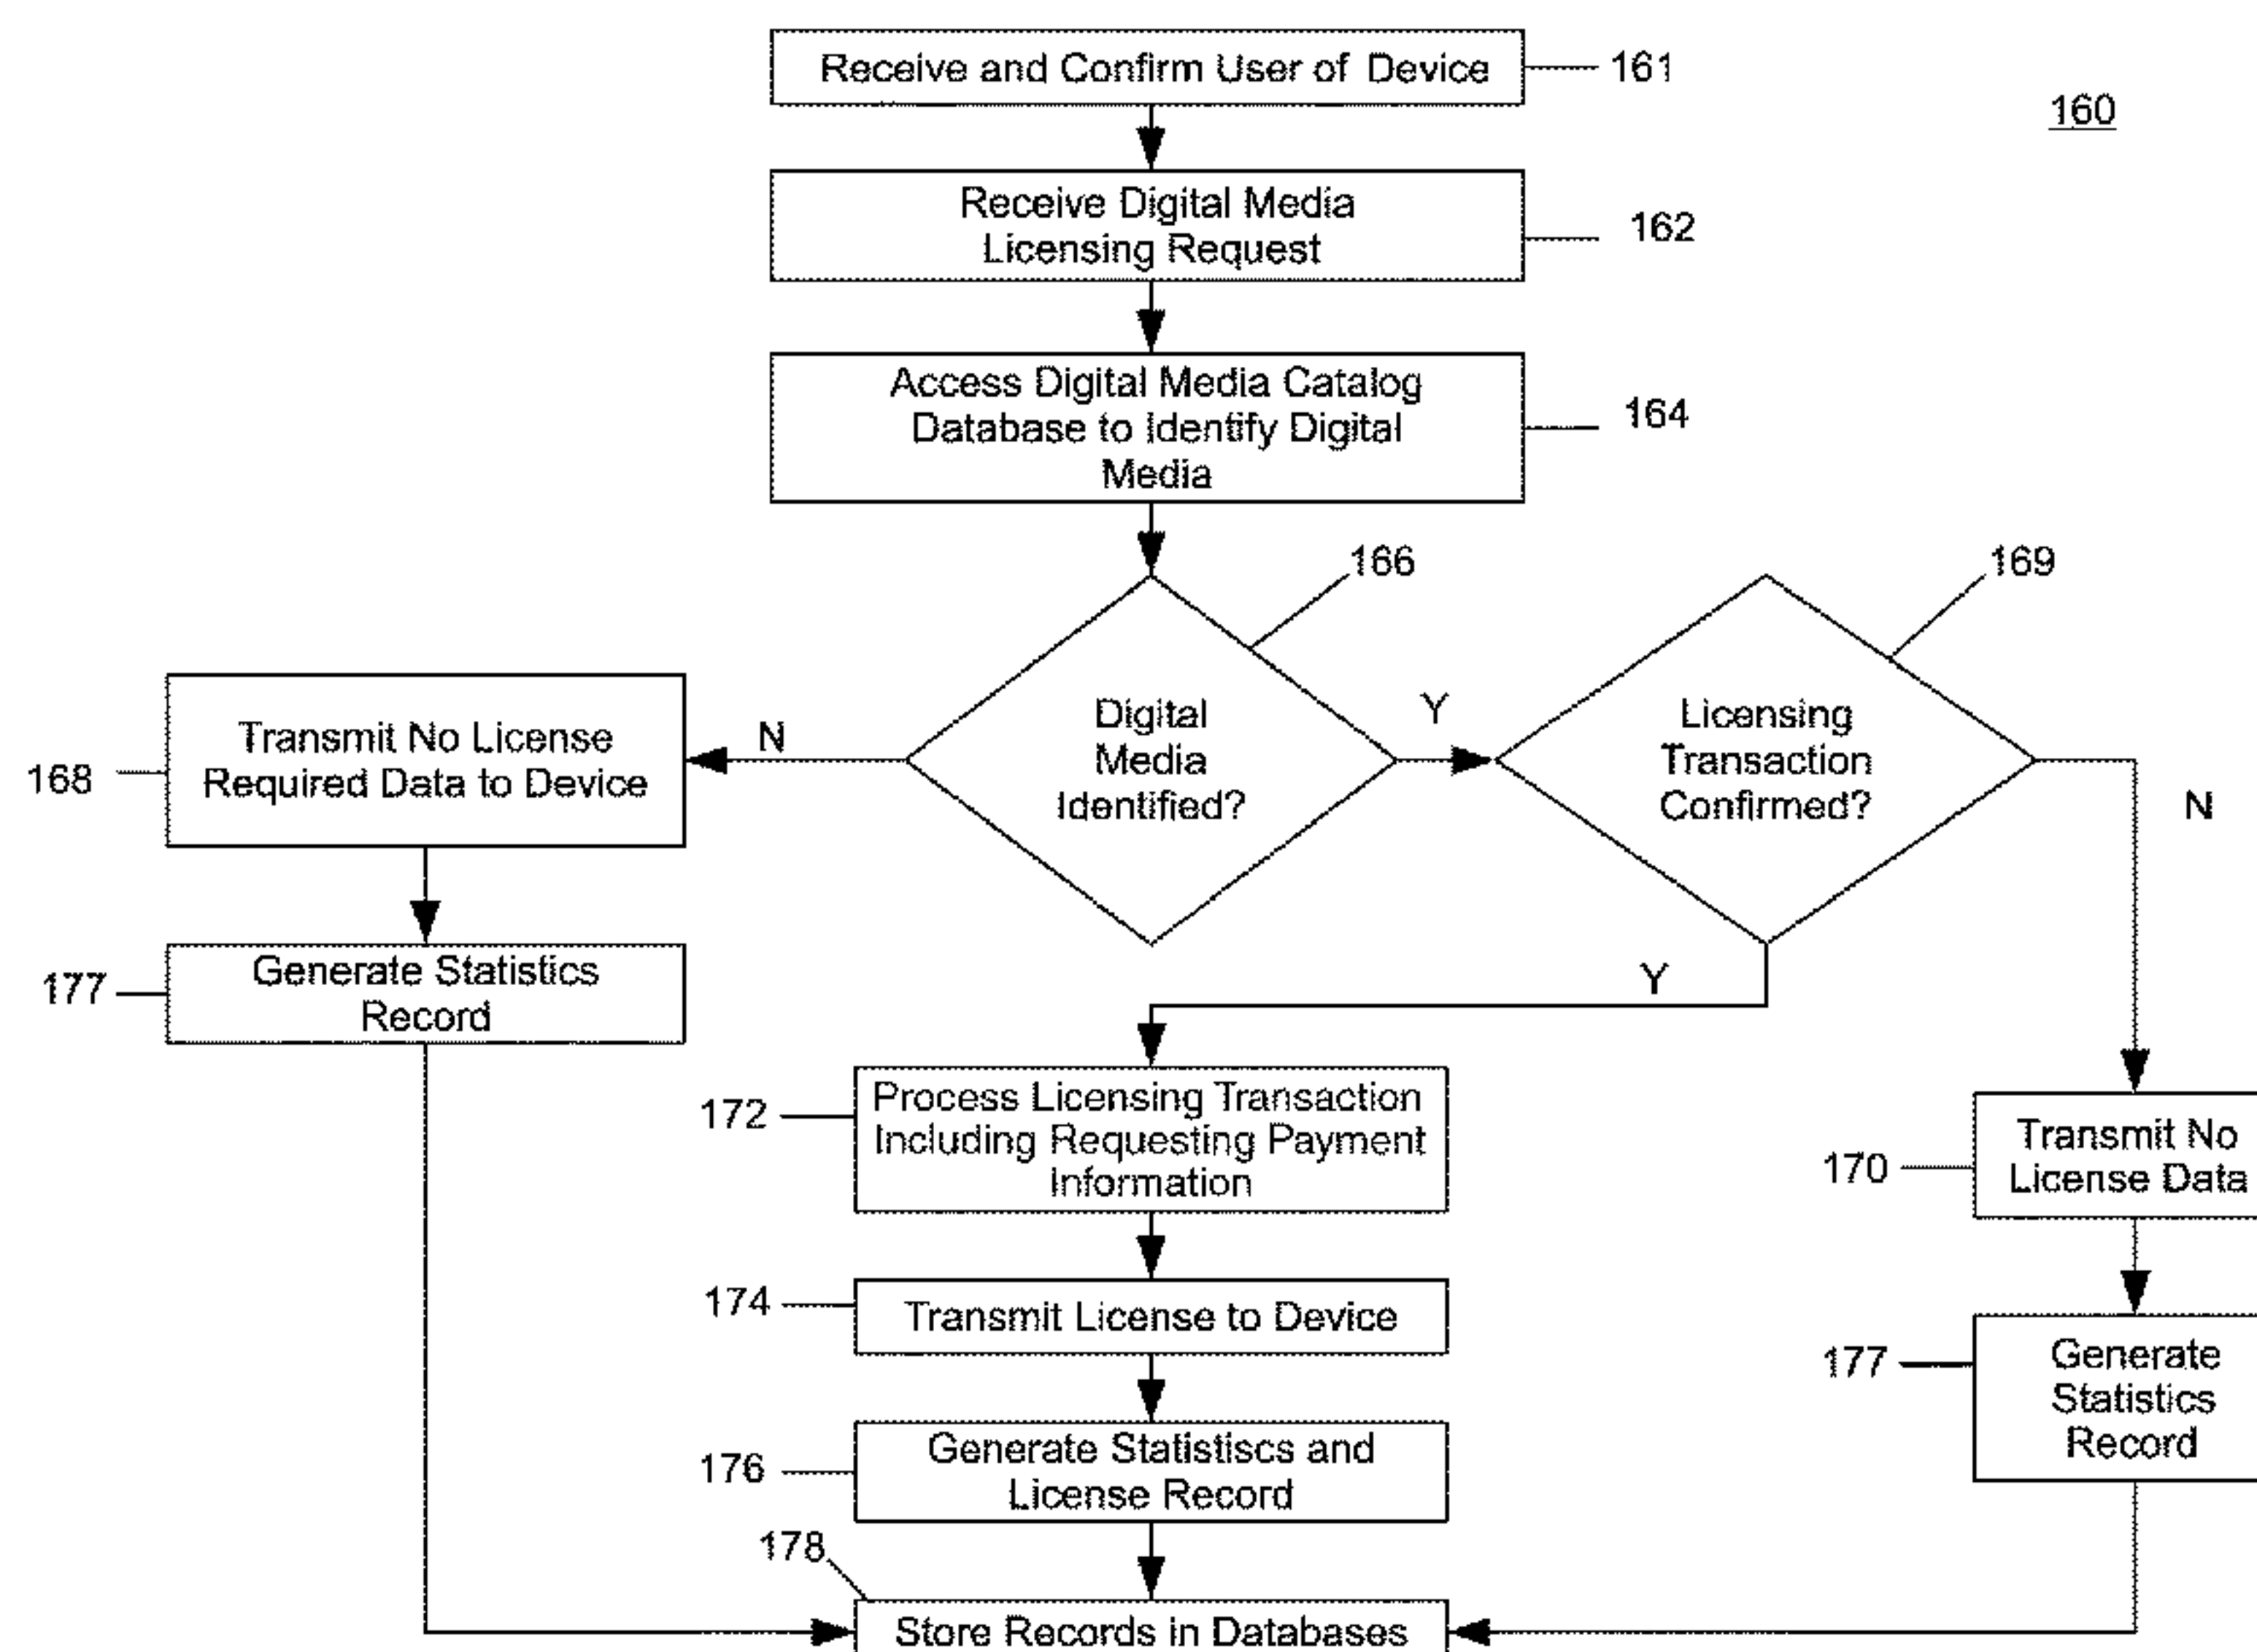 Receive and Confirm User of Device
161
160
Receive Digital Media
Licensing Request
162
Access Digital Media Catalog
Database to Identify Digital
Media
164
166
169
Digital
Media
Identified?
Y
Licensing
Transaction
Confirmed?
N
N
Transmit No License
Required Data to Device
168
Generate Statistics
Record
177
Y
Process Licensing Transaction
Including Requesting Payment
Information
172
Transmit No
License Data
170
Transmit License to Device
174
Generate
Statistics
Record
177
Generate Statistiscs and
License Record
176
178
Store Records in Databases